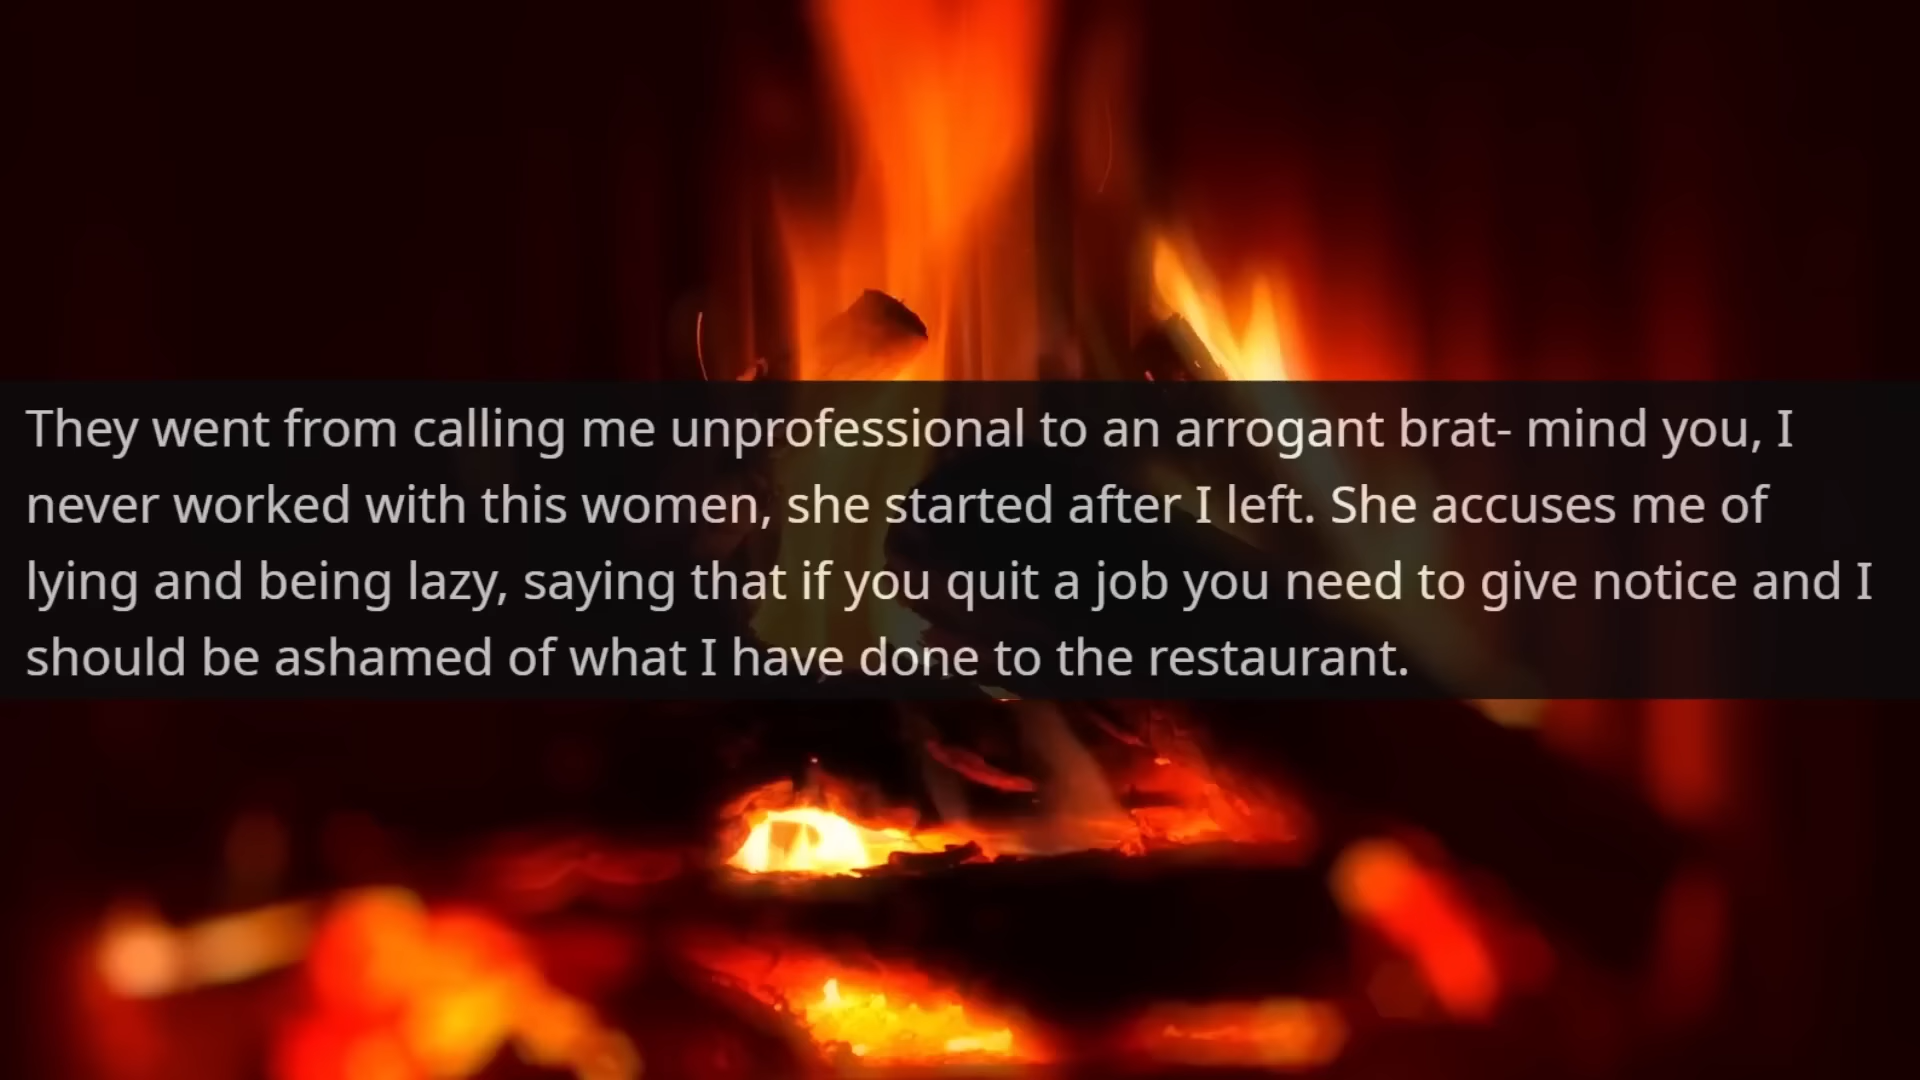 They went from calling me unprofessional to an arrogant brat- mind you, I
never worked with this women, she started after I left. She accuses me of
lying and being lazy, saying that if you quit a job you need to give notice and I
should be ashamed of what I have done to the restaurant.